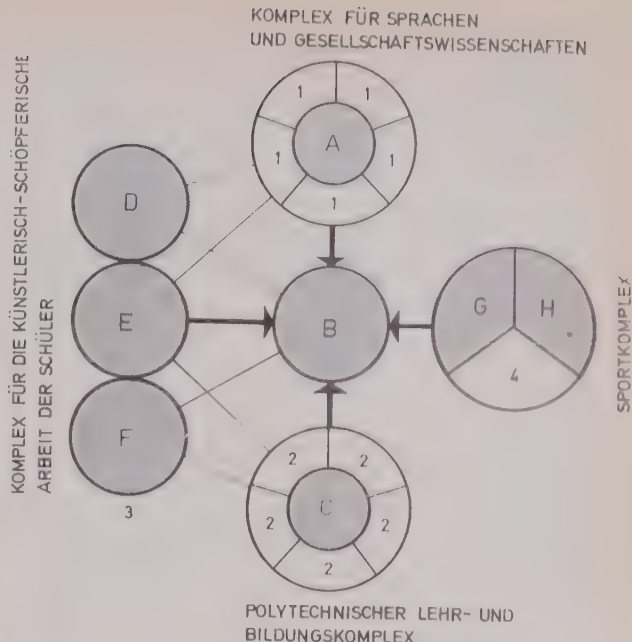 KOMPLEX FÜR SPRACHEN
UND GESELLSCHAFTSWISSENSCHAFTEN
KOMPLEX FÜR DIE KÜNSTLERISCH-SCHÖPFERISCHE
ARBEIT DER SCHÜLER
1 1
A
1 1
1
D
E
B
G H
4
SPORTKOMPLEX
F
3
2 2
C
2 2
2
POLYTECHNISCHER LEHR- UND
BILDUNGSKOMPLEX